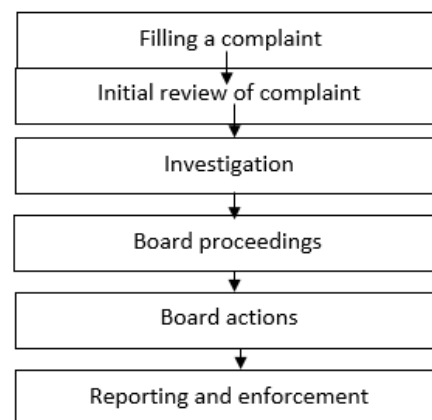 Filling a complaint
Initial review of complaint
Investigation
Board proceedings
Board actions
Reporting and enforcement